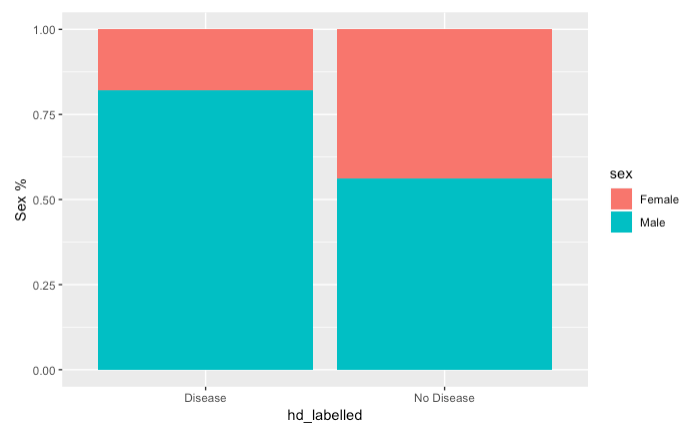 1.00
0.75
0.50
0.25
0.00
Sex %
Disease
No Disease
hd_labelled
sex
Female
Male